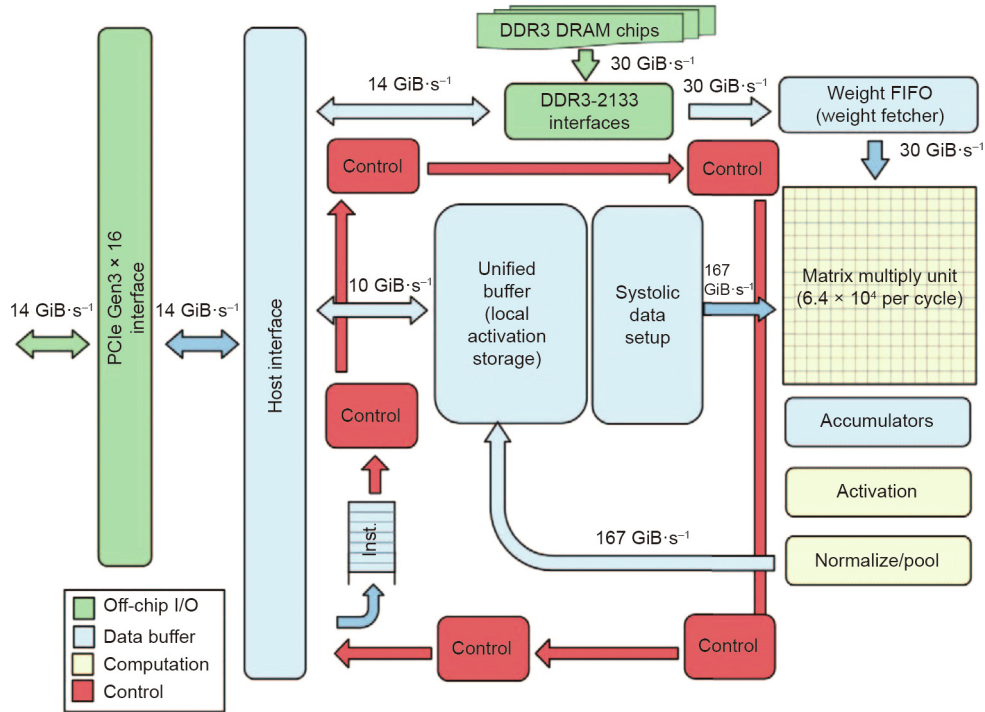 DDR3 DRAM chips
30 GiB·s⁻¹
14 GiB·s⁻¹
DDR3-2133
interfaces
30 GiB·s⁻¹
Weight FIFO
(weight fetcher)
30 GiB·s⁻¹
Control
Control
PCIe Gen3 × 16
interface
Host interface
14 GiB·s⁻¹
14 GiB·s⁻¹
10 GiB·s⁻¹
Unified
buffer
(local
activation
storage)
Systolic
data
setup
167
GiB·s⁻¹
Matrix multiply unit
(6.4 × 10⁴ per cycle)
Control
Accumulators
Activation
Inst.
167 GiB·s⁻¹
Normalize/pool
Control
Control
Off-chip I/O
Data buffer
Computation
Control